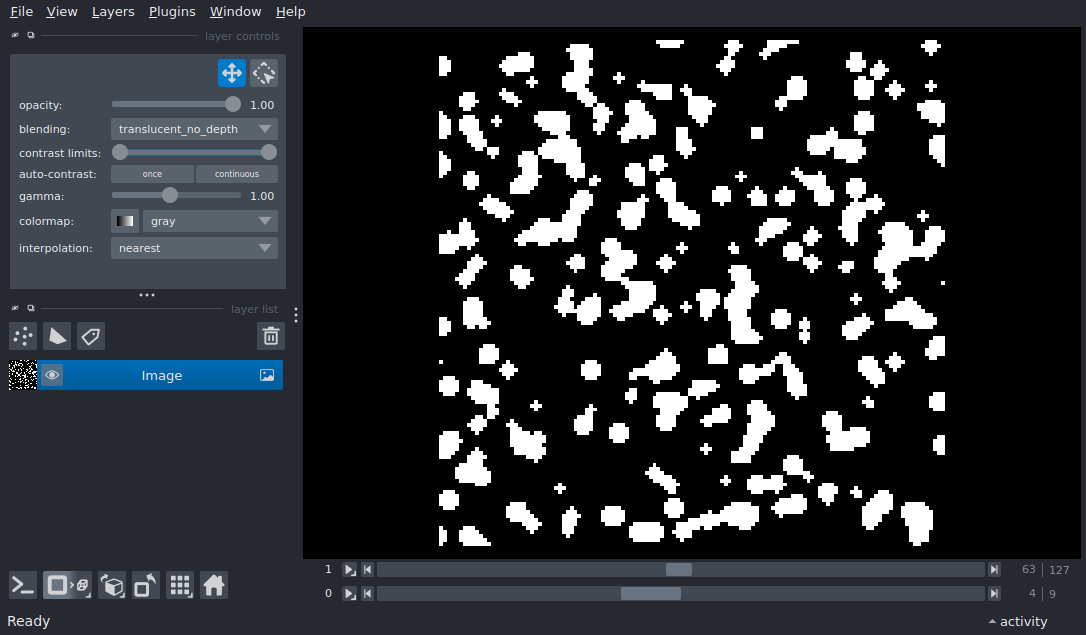 File View Layers Plugins Window Help
layer controls
opacity: 1.00
blending: translucent_no_depth
contrast limits:
auto-contrast: once continuous
gamma: 1.00
colormap: gray
interpolation: nearest
layer list
Image
1 63 127
0 4 9
Ready activity